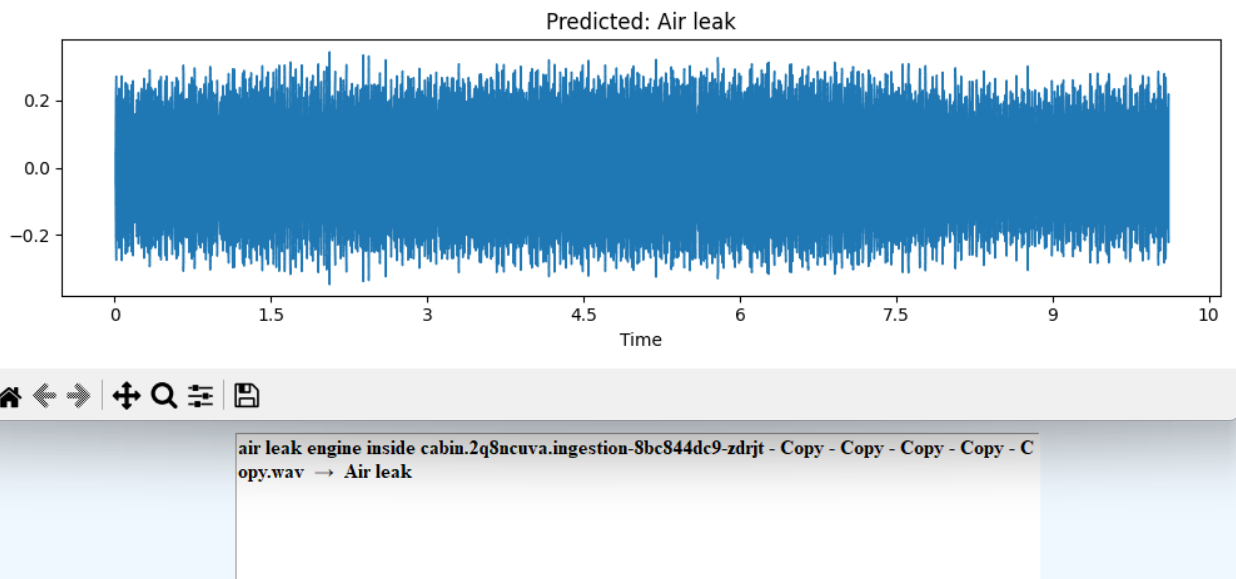 Predicted: Air leak
0.2
0.0
−0.2
0 1.5 3 4.5 6 7.5 9 10
Time
air leak engine inside cabin.2q8ncuva.ingestion-8bc844dc9-zdrjt - Copy - Copy - Copy - Copy - C
opy.wav → Air leak